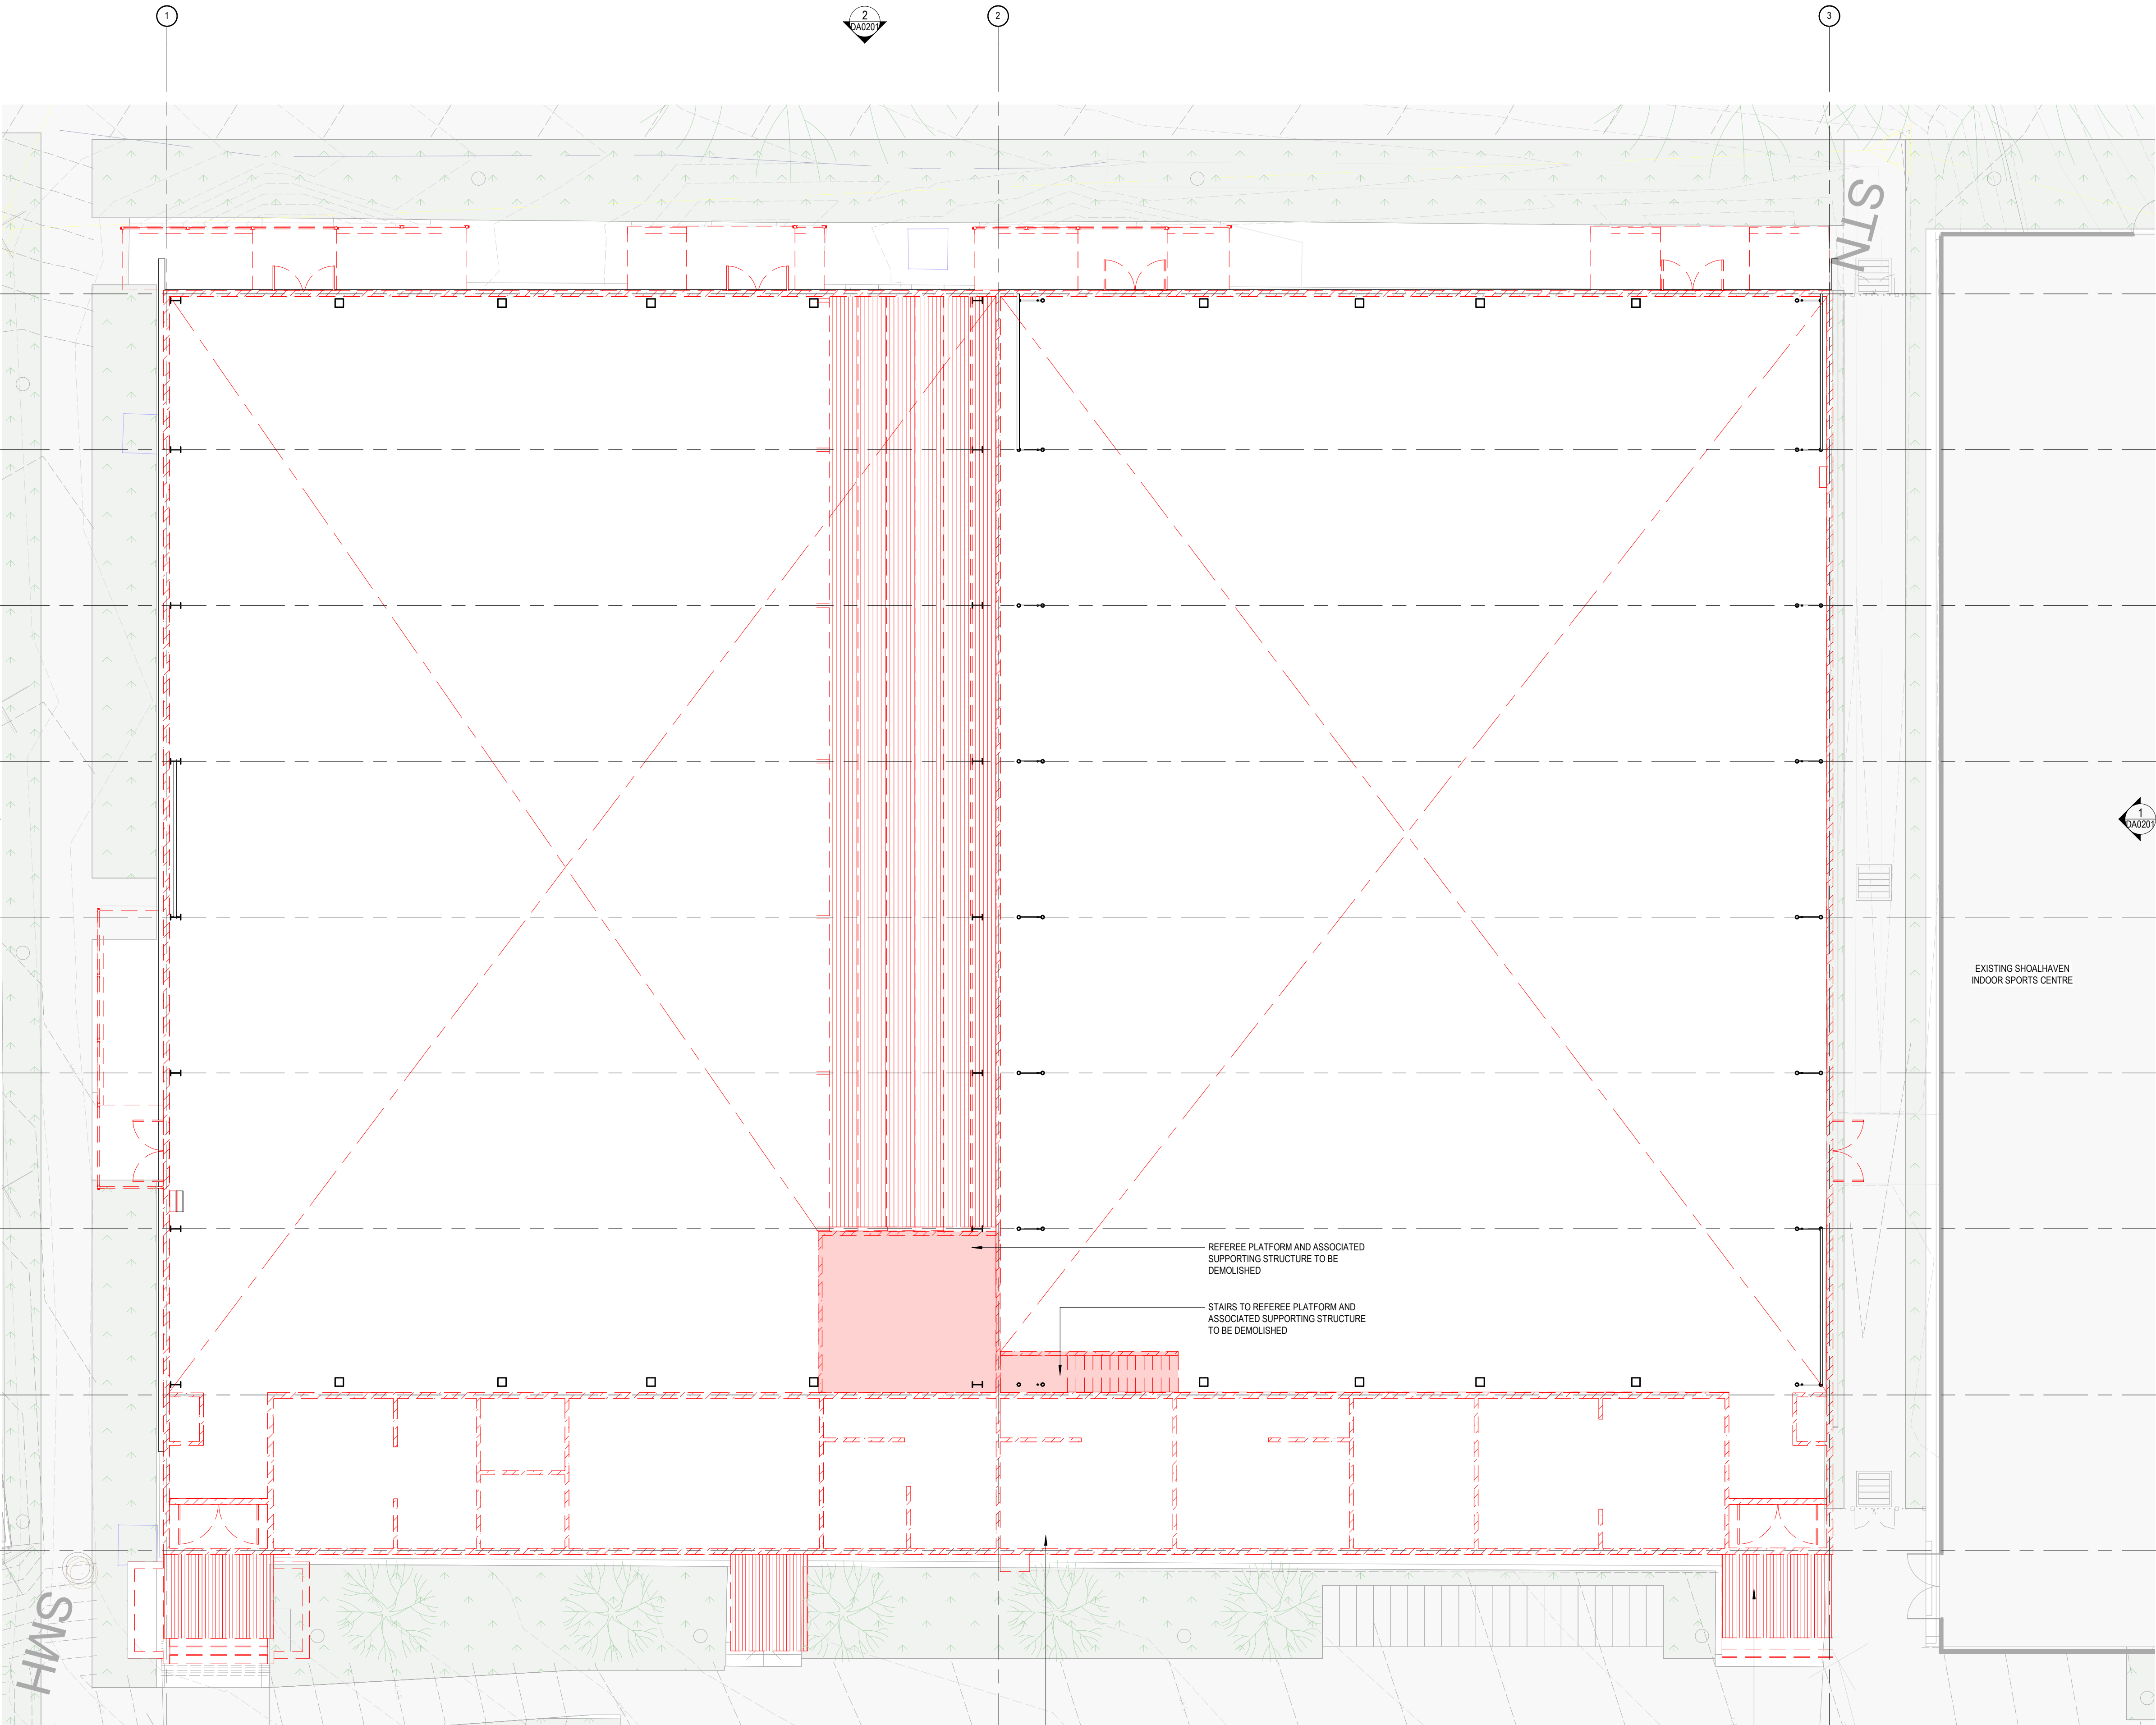 1
2
DA0201
2
3
STN
1
DA0201
EXISTING SHOALHAVEN
INDOOR SPORTS CENTRE
REFEREE PLATFORM AND ASSOCIATED
SUPPORTING STRUCTURE TO BE
DEMOLISHED
STAIRS TO REFEREE PLATFORM AND
ASSOCIATED SUPPORTING STRUCTURE
TO BE DEMOLISHED
SMH